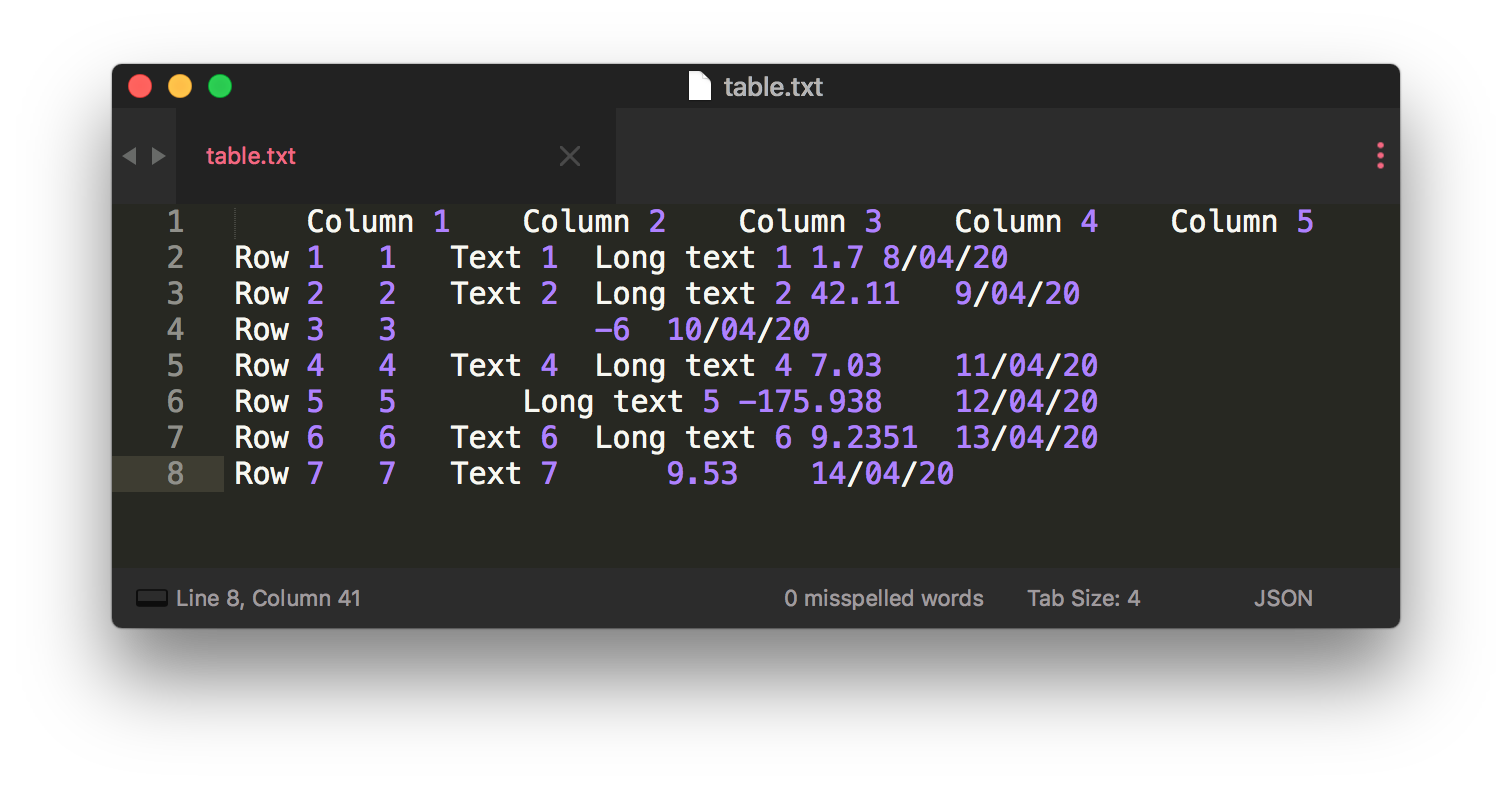 table.txt
table.txt
1 Column 1 Column 2 Column 3 Column 4 Column 5
2 Row 1 1 Text 1 Long text 1 1.7 8/04/20
3 Row 2 2 Text 2 Long text 2 42.11 9/04/20
4 Row 3 3 -6 10/04/20
5 Row 4 4 Text 4 Long text 4 7.03 11/04/20
6 Row 5 5 Long text 5 -175.938 12/04/20
7 Row 6 6 Text 6 Long text 6 9.2351 13/04/20
8 Row 7 7 Text 7 9.53 14/04/20
Line 8, Column 41 0 misspelled words Tab Size: 4 JSON